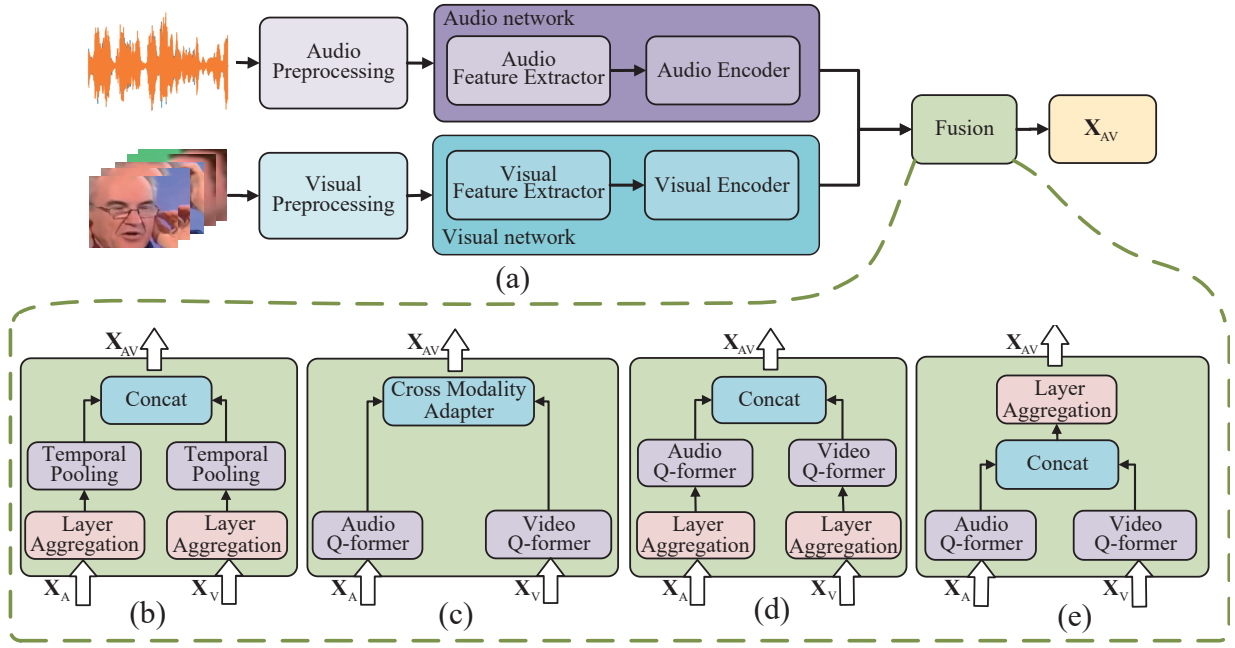 Audio network
Audio
Preprocessing
Audio
Feature Extractor
Audio Encoder
Fusion
X_AV
Visual
Preprocessing
Visual
Feature Extractor
Visual Encoder
Visual network
(a)
X_AV
Concat
Temporal
Pooling
Temporal
Pooling
Layer
Aggregation
Layer
Aggregation
X_A
X_V
(b)
X_AV
Cross Modality
Adapter
Audio
Q-former
Video
Q-former
X_A
X_V
(c)
X_AV
Concat
Audio
Q-former
Video
Q-former
Layer
Aggregation
Layer
Aggregation
X_A
X_V
(d)
X_AV
Layer
Aggregation
Concat
Audio
Q-former
Video
Q-former
X_A
X_V
(e)